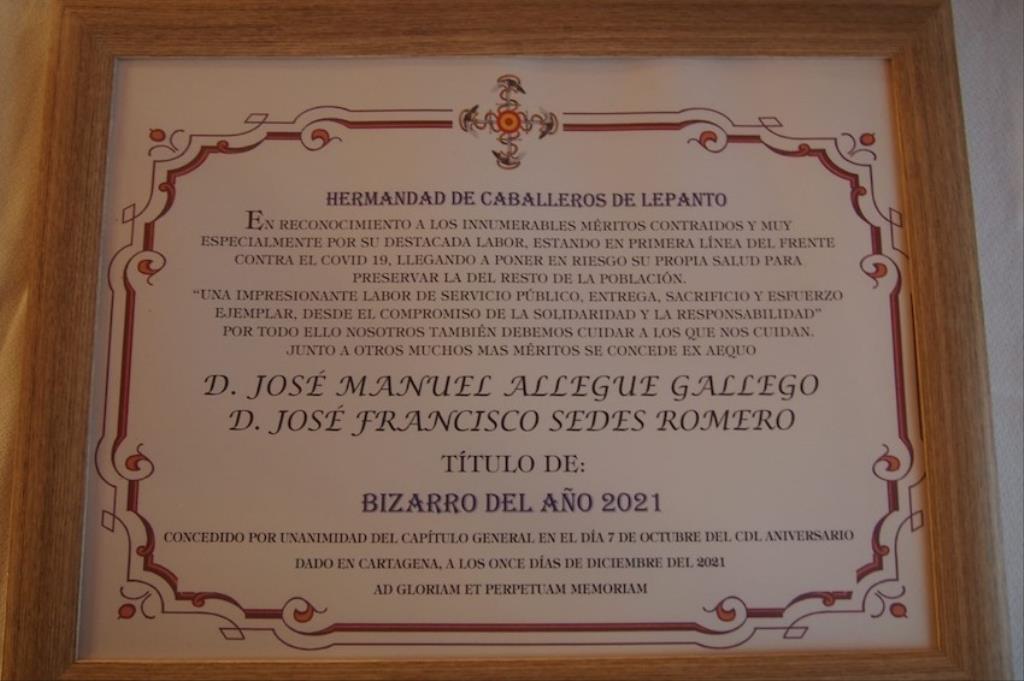 HERMANDAD DE CABALLEROS DE LEPANTO
EN RECONOCIMIENTO A LOS INNUMERABLES MÉRITOS CONTRAIDOS Y MUY
ESPECIALMENTE POR SU DESTACADA LABOR, ESTANDO EN PRIMERA LÍNEA DEL FRENTE
CONTRA EL COVID 19, LLEGANDO A PONER EN RIESGO SU PROPIA SALUD PARA
PRESERVAR LA DEL RESTO DE LA POBLACIÓN.
"UNA IMPRESIONANTE LABOR DE SERVICIO PÚBLICO, ENTREGA, SACRIFICIO Y ESFUERZO
EJEMPLAR, DESDE EL COMPROMISO DE LA SOLIDARIDAD Y LA RESPONSABILIDAD"
POR TODO ELLO NOSOTROS TAMBIÉN DEBEMOS CUIDAR A LOS QUE NOS CUIDAN.
JUNTO A OTROS MUCHOS MAS MÉRITOS SE CONCEDE EX AEQUO
D. JOSÉ MANUEL ALLEGUE GALLEGO
D. JOSÉ FRANCISCO SEDES ROMERO
TÍTULO DE:
BIZARRO DEL AÑO 2021
CONCEDIDO POR UNANIMIDAD DEL CAPÍTULO GENERAL EN EL DÍA 7 DE OCTUBRE DEL CDL ANIVERSARIO
DADO EN CARTAGENA, A LOS ONCE DÍAS DE DICIEMBRE DEL 2021
AD GLORIAM ET PERPETUAM MEMORIAM